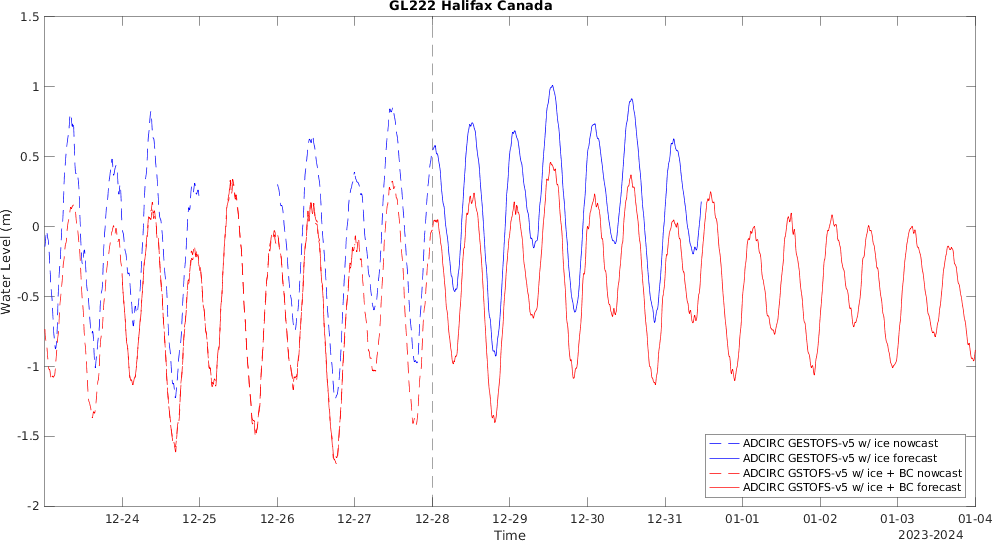 GL222 Halifax Canada
1.5
1
0.5
0
-0.5
-1
-1.5
-2
Water Level (m)
12-24 12-25 12-26 12-27 12-28 12-29 12-30 12-31 01-01 01-02 01-03 01-04
Time
2023-2024
ADCIRC GESTOFS-v5 w/ ice nowcast
ADCIRC GESTOFS-v5 w/ ice forecast
ADCIRC GSTOFS-v5 w/ ice + BC nowcast
ADCIRC GSTOFS-v5 w/ ice + BC forecast